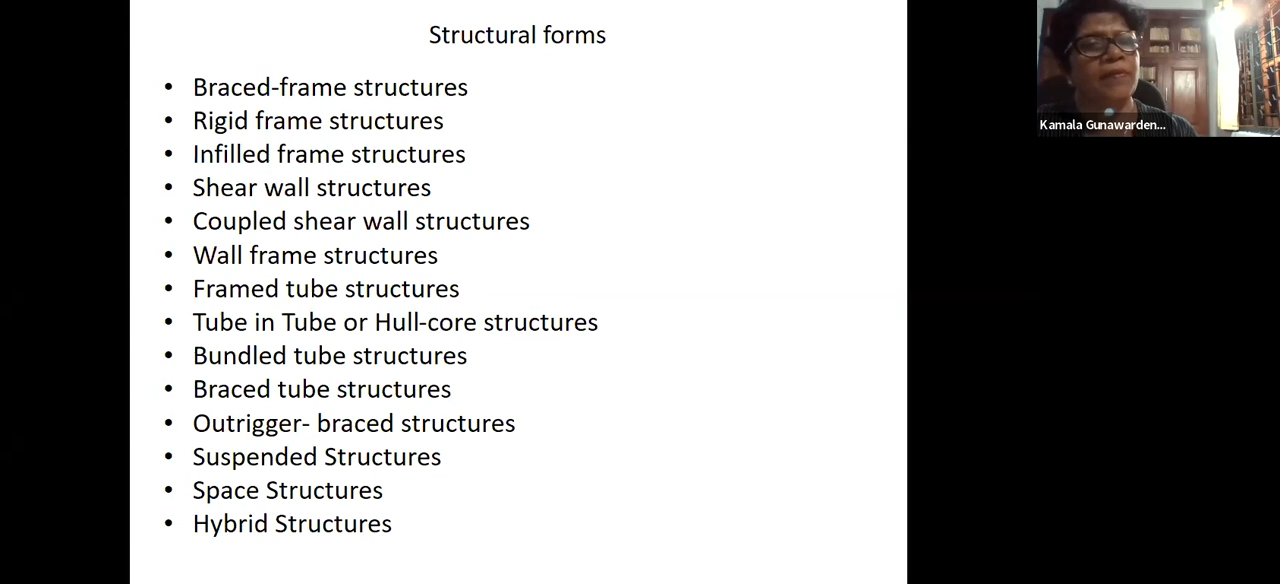 Structural forms
• Braced-frame structures
• Rigid frame structures
• Infilled frame structures
• Shear wall structures
• Coupled shear wall structures
• Wall frame structures
• Framed tube structures
• Tube in Tube or Hull-core structures
• Bundled tube structures
• Braced tube structures
• Outrigger- braced structures
• Suspended Structures
• Space Structures
• Hybrid Structures
Kamala Gunawarden...